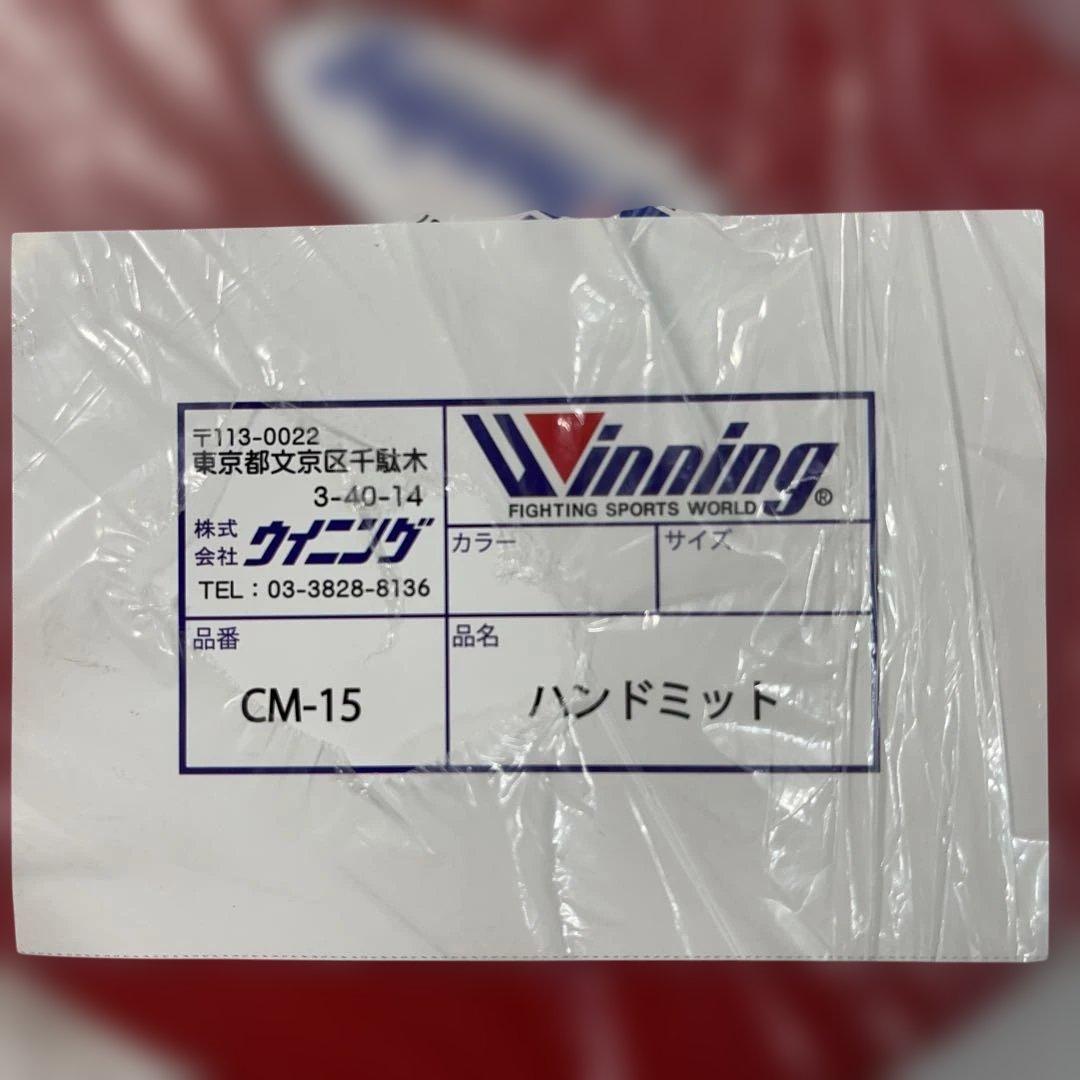 〒113-0022
東京都文京区千駄木
3-40-14
株式会社 ウイニング
TEL：03-3828-8136
Winning®
FIGHTING SPORTS WORLD
カラー
サイズ
品番
CM-15
品名
ハンドミット